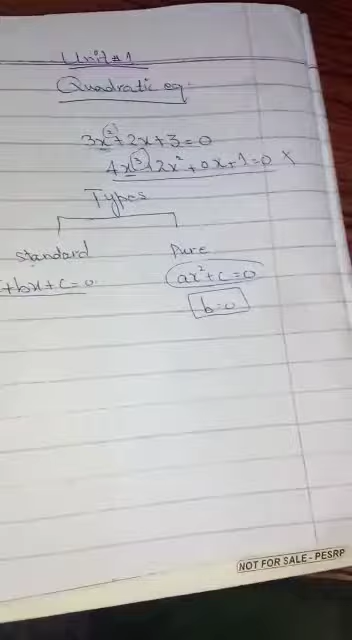 Unit # 1
Quadratic eq
3x²+2x+3=0
4x³+2x²+0x+1=0 ×
Types
standard
Pure
+bx+c=0
ax²+c=0
b=0
NOT FOR SALE - PESRP